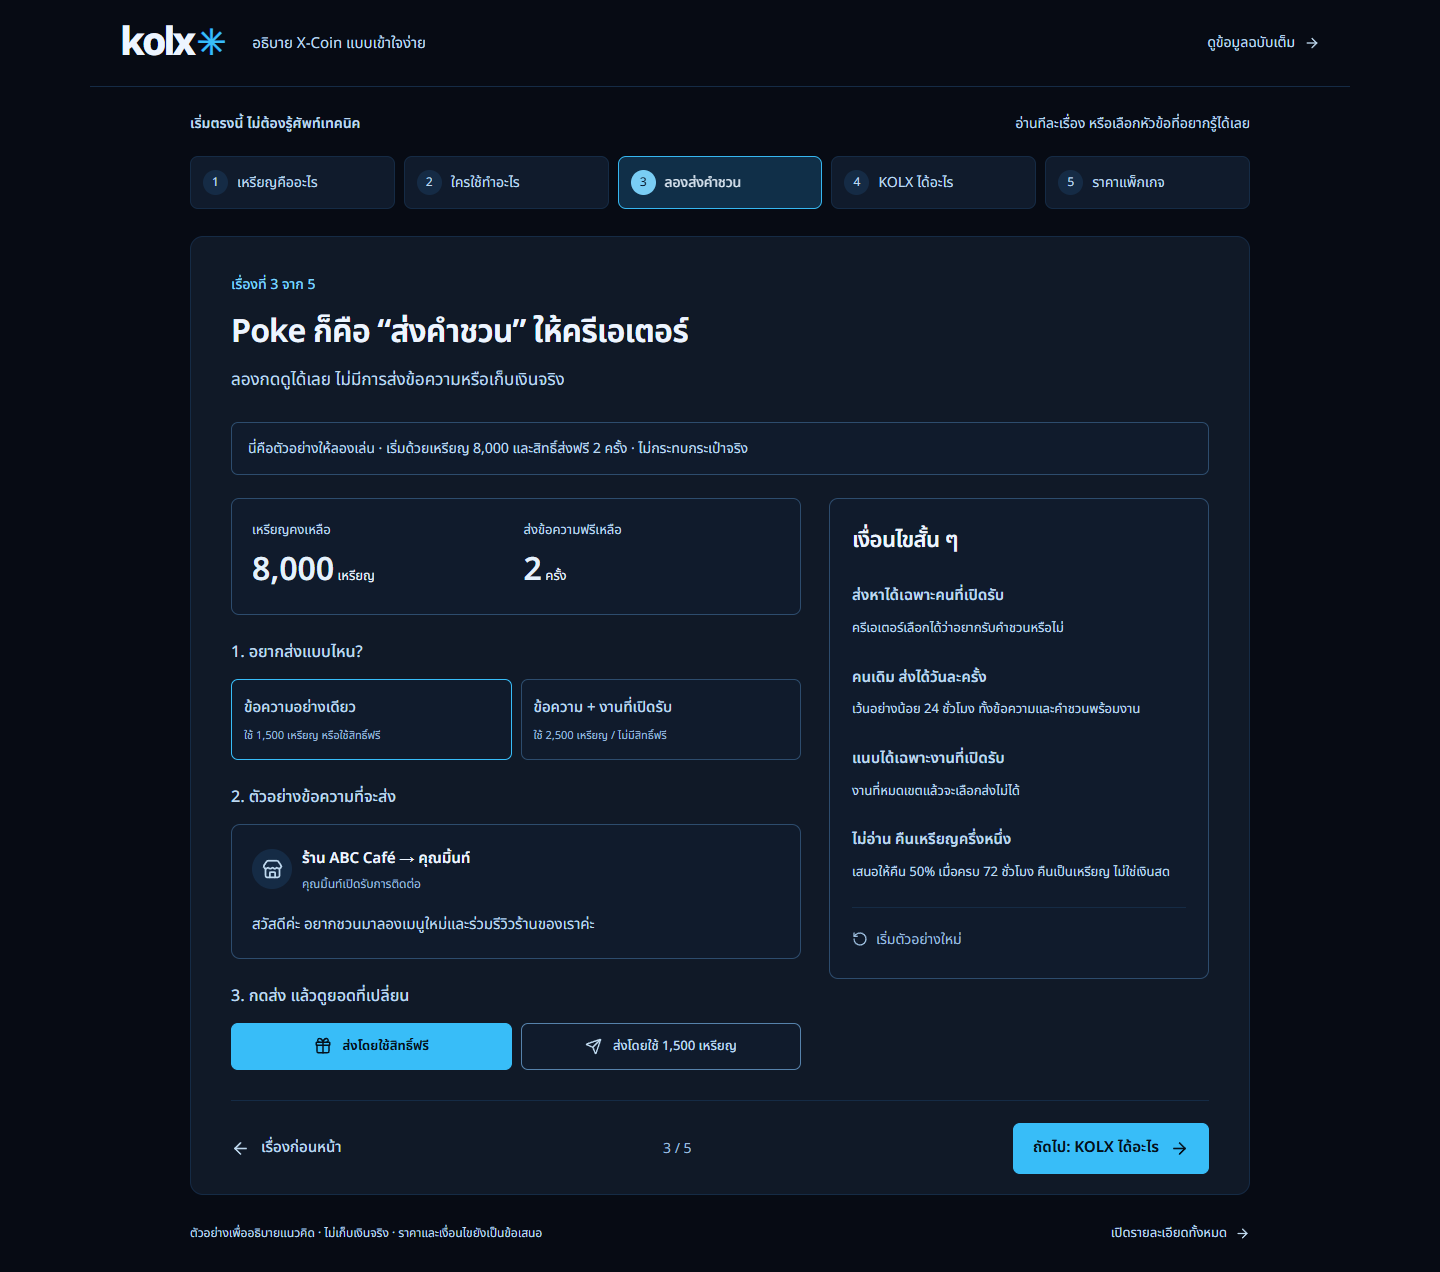 kolx
อธิบาย X-Coin แบบเข้าใจง่าย
ดูข้อมูลฉบับเต็ม →
เริ่มตรงนี้ ไม่ต้องรู้ศัพท์เทคนิค
อ่านทีละเรื่อง หรือเลือกหัวข้อที่อยากรู้ได้เลย
1 เหรียญคืออะไร
2 ใครใช้ทำอะไร
3 ลองส่งคำชวน
4 KOLX ได้อะไร
5 ราคาแพ็กเกจ
เรื่องที่ 3 จาก 5
Poke ก็คือ “ส่งคำชวน” ให้ครีเอเตอร์
ลองกดดูได้เลย ไม่มีการส่งข้อความหรือเก็บเงินจริง
นี่คือตัวอย่างให้ลองเล่น · เริ่มด้วยเหรียญ 8,000 และสิทธิ์ส่งฟรี 2 ครั้ง · ไม่กระทบกระเป๋าจริง
เหรียญคงเหลือ
8,000 เหรียญ
ส่งข้อความฟรีเหลือ
2 ครั้ง
1. อยากส่งแบบไหน?
ข้อความอย่างเดียว
ใช้ 1,500 เหรียญ หรือใช้สิทธิ์ฟรี
ข้อความ + งานที่เปิดรับ
ใช้ 2,500 เหรียญ / ไม่มีสิทธิ์ฟรี
2. ตัวอย่างข้อความที่จะส่ง
ร้าน ABC Café → คุณมิ้นท์
คุณมิ้นท์เปิดรับการติดต่อ
สวัสดีค่ะ อยากชวนมาลองเมนูใหม่และร่วมรีวิวร้านของเราค่ะ
3. กดส่ง แล้วดูยอดที่เปลี่ยน
ส่งโดยใช้สิทธิ์ฟรี
ส่งโดยใช้ 1,500 เหรียญ
เงื่อนไขสั้น ๆ
ส่งหาได้เฉพาะคนที่เปิดรับ
ครีเอเตอร์เลือกได้ว่าอยากรับคำชวนหรือไม่
คนเดิม ส่งได้วันละครั้ง
เว้นอย่างน้อย 24 ชั่วโมง ทั้งข้อความและคำชวนพร้อมงาน
แนบได้เฉพาะงานที่เปิดรับ
งานที่หมดเขตแล้วจะเลือกส่งไม่ได้
ไม่อ่าน คืนเหรียญครึ่งหนึ่ง
เสนอให้คืน 50% เมื่อครบ 72 ชั่วโมง คืนเป็นเหรียญ ไม่ใช่เงินสด
เริ่มตัวอย่างใหม่
← เรื่องก่อนหน้า
3 / 5
ถัดไป: KOLX ได้อะไร →
ตัวอย่างเพื่ออธิบายแนวคิด · ไม่เก็บเงินจริง · ราคาและเงื่อนไขยังเป็นข้อเสนอ
เปิดรายละเอียดทั้งหมด →